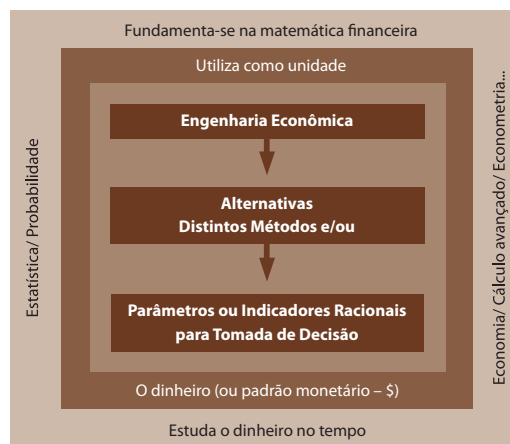 Fundamenta-se na matemática financeira
Utiliza como unidade
Engenharia Econômica
Alternativas
Distintos Métodos e/ou
Parâmetros ou Indicadores Racionais
para Tomada de Decisão
O dinheiro (ou padrão monetário – $)
Estuda o dinheiro no tempo
Estatística/ Probabilidade
Economia/ Cálculo avançado/ Econometria...